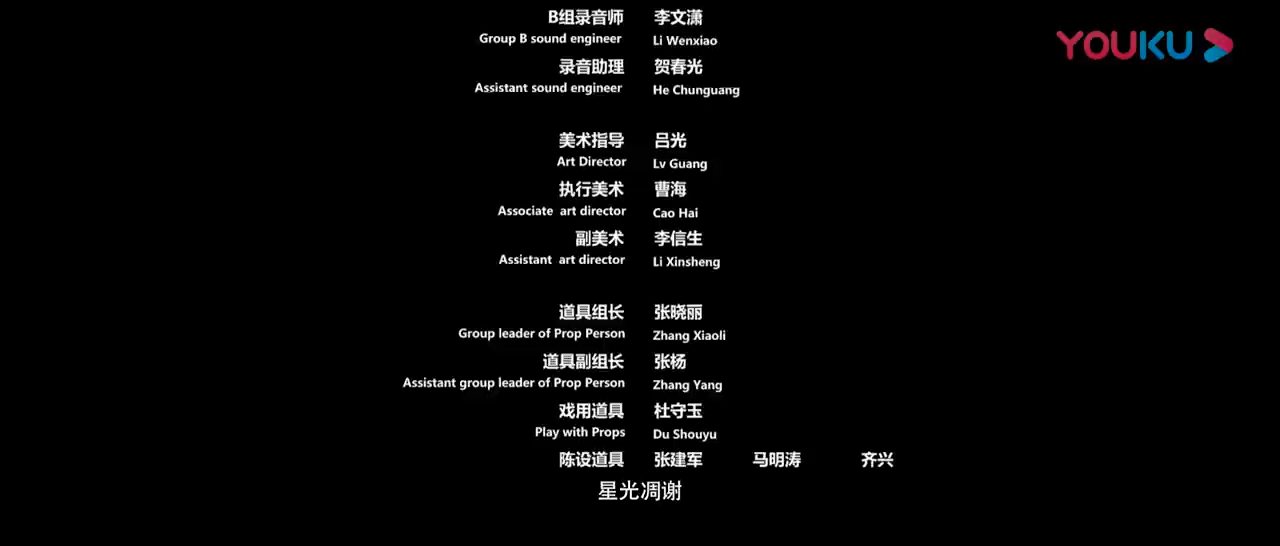 B组录音师 李文潇
Group B sound engineer Li Wenxiao
YOUKU
录音助理 贺春光
Assistant sound engineer He Chunguang
美术指导 吕光
Art Director Lv Guang
执行美术 曹海
Associate art director Cao Hai
副美术 李信生
Assistant art director Li Xinsheng
道具组长 张晓丽
Group leader of Prop Person Zhang Xiaoli
道具副组长 张杨
Assistant group leader of Prop Person Zhang Yang
戏用道具 杜守玉
Play with Props Du Shouyu
陈设道具 张建军 马明涛 齐兴
星光凋谢